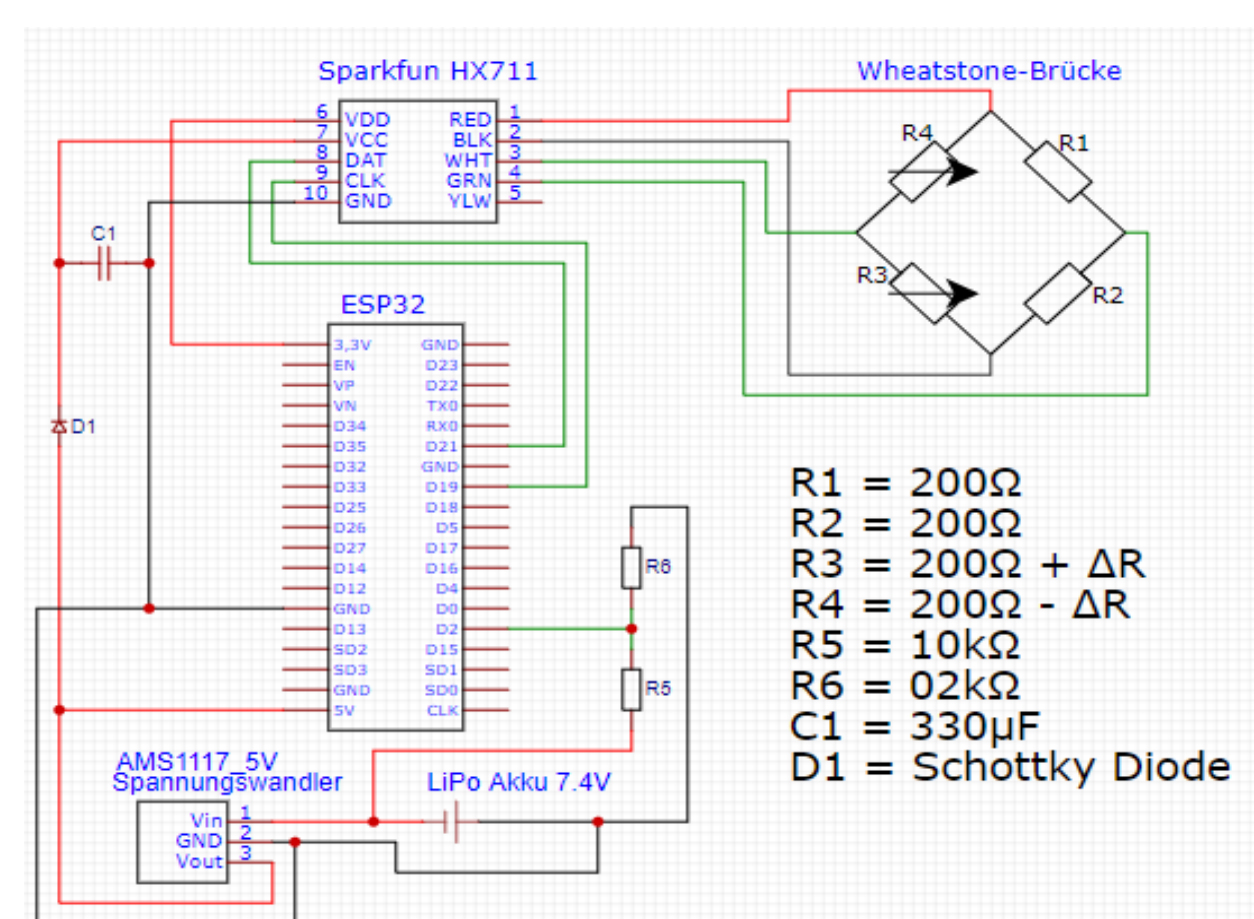 Sparkfun HX711
Wheatstone-Brücke
6 VDD RED 1
7 VCC BLK 2
8 DAT WHT 3
9 CLK GRN 4
10 GND YLW 5
R4
R1
R3
R2
C1
ESP32
3,3V GND
EN D23
VP D22
VN TX0
D34 RX0
D35 D21
D32 GND
D33 D19
D25 D18
D26 D5
D27 D17
D14 D16
D12 D4
GND D0
D13 D2
SD2 D15
SD3 SD1
GND SD0
5V CLK
D1
R6
R5
R1 = 200Ω
R2 = 200Ω
R3 = 200Ω + ΔR
R4 = 200Ω - ΔR
R5 = 10kΩ
R6 = 02kΩ
C1 = 330µF
D1 = Schottky Diode
AMS1117_5V
Spannungswandler
LiPo Akku 7.4V
Vin 1
GND 2
Vout 3